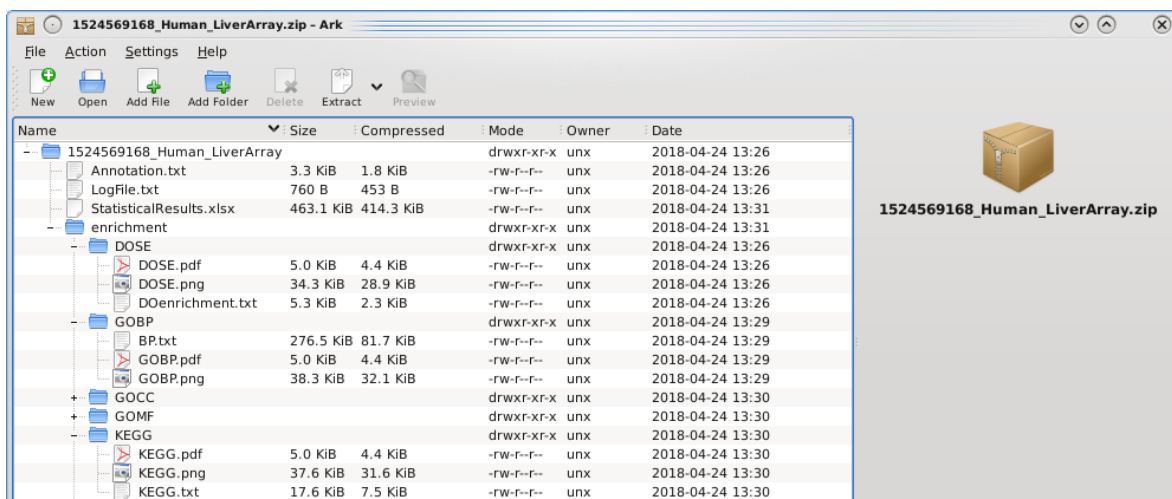 1524569168_Human_LiverArray.zip – Ark
File Action Settings Help
New Open Add File Add Folder Delete Extract Preview
Name Size Compressed Mode Owner Date
1524569168_Human_LiverArray drwxr-xr-x unx 2018-04-24 13:26
Annotation.txt 3.3 KiB 1.8 KiB -rw-r--r-- unx 2018-04-24 13:26
LogFile.txt 760 B 453 B -rw-r--r-- unx 2018-04-24 13:26
StatisticalResults.xlsx 463.1 KiB 414.3 KiB -rw-r--r-- unx 2018-04-24 13:31
enrichment drwxr-xr-x unx 2018-04-24 13:31
DOSE drwxr-xr-x unx 2018-04-24 13:26
DOSE.pdf 5.0 KiB 4.4 KiB -rw-r--r-- unx 2018-04-24 13:26
DOSE.png 34.3 KiB 28.9 KiB -rw-r--r-- unx 2018-04-24 13:26
DOenrichment.txt 5.3 KiB 2.3 KiB -rw-r--r-- unx 2018-04-24 13:26
GOBP drwxr-xr-x unx 2018-04-24 13:29
BP.txt 276.5 KiB 81.7 KiB -rw-r--r-- unx 2018-04-24 13:29
GOBP.pdf 5.0 KiB 4.4 KiB -rw-r--r-- unx 2018-04-24 13:29
GOBP.png 38.3 KiB 32.1 KiB -rw-r--r-- unx 2018-04-24 13:29
GOCC drwxr-xr-x unx 2018-04-24 13:30
GOMF drwxr-xr-x unx 2018-04-24 13:30
KEGG drwxr-xr-x unx 2018-04-24 13:30
KEGG.pdf 5.0 KiB 4.4 KiB -rw-r--r-- unx 2018-04-24 13:30
KEGG.png 37.6 KiB 31.6 KiB -rw-r--r-- unx 2018-04-24 13:30
KEGG.txt 17.6 KiB 7.5 KiB -rw-r--r-- unx 2018-04-24 13:30
1524569168_Human_LiverArray.zip